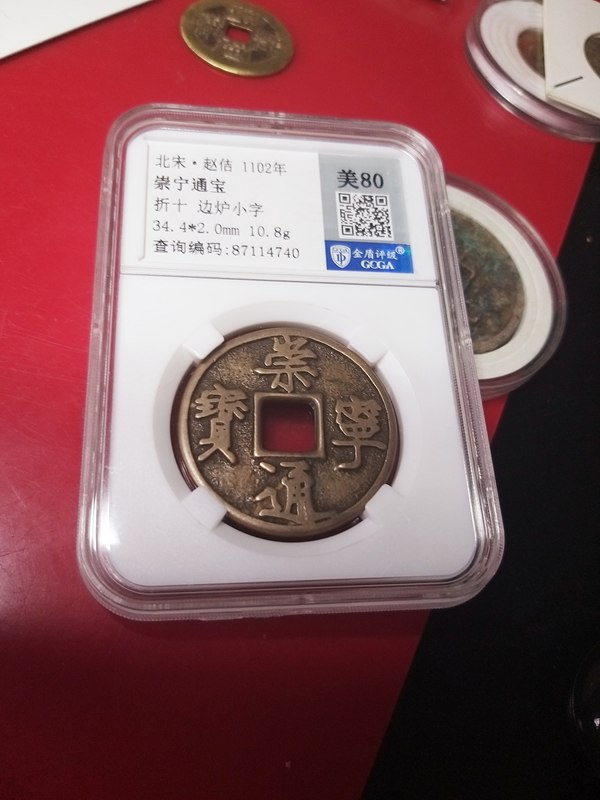 北宋·赵佶 1102年
崇宁通宝
折十 边炉小字
34.4*2.0mm 10.8g
查询编码:87114740
美80
金盾评级®
GCGA
崇
寧
通
寳